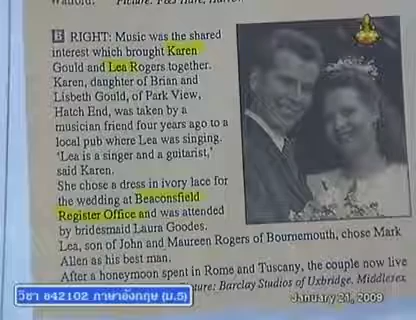 B RIGHT: Music was the shared
interest which brought Karen
Gould and Lea Rogers together.
Karen, daughter of Brian and
Lisbeth Gould, of Park View,
Hatch End, was taken by a
musician friend four years ago to a
local pub where Lea was singing.
'Lea is a singer and a guitarist,'
said Karen.
She chose a dress in ivory lace for
the wedding at Beaconsfield
Register Office and was attended
by bridesmaid Laura Goodes.
Lea, son of John and Maureen Rogers of Bournemouth, chose Mark
Allen as his best man.
After a honeymoon spent in Rome and Tuscany, the couple now live
Barclay Studios of Uxbridge, Middlesex
วิชา อ42102 ภาษาอังกฤษ (ม.5)
January 21, 2009